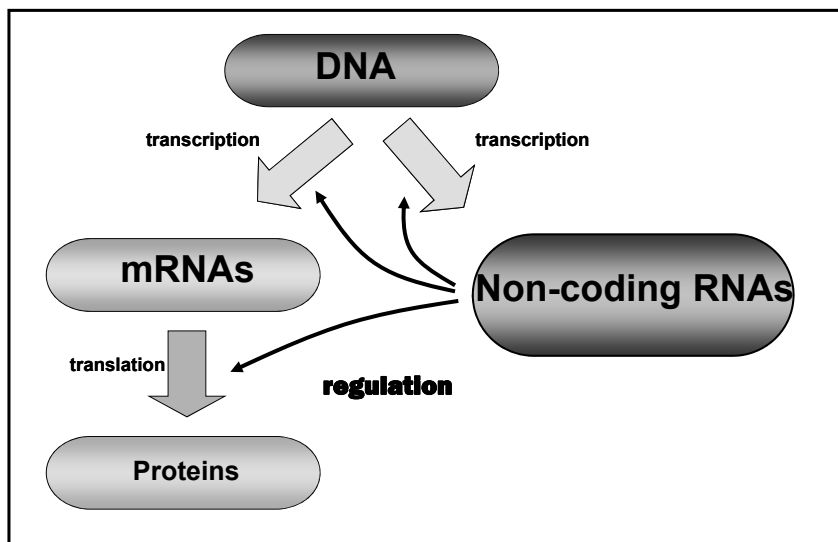 DNA
transcription
transcription
mRNAs
Non-coding RNAs
translation
regulation
Proteins